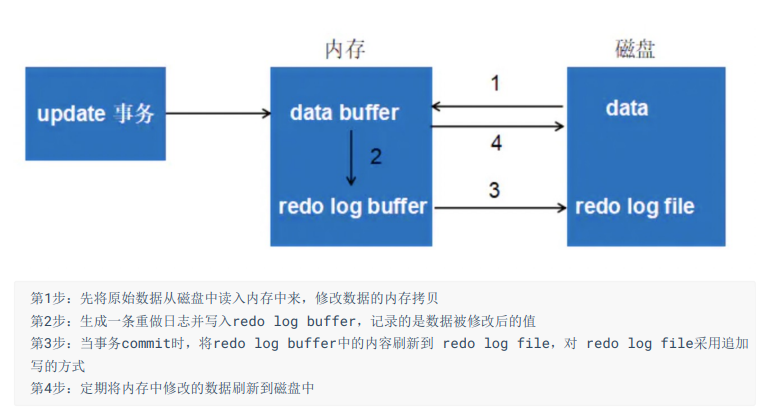 内存
磁盘
update 事务
data buffer
1
data
4
2
redo log buffer
3
redo log file
第1步：先将原始数据从磁盘中读入内存中来，修改数据的内存拷贝
第2步：生成一条重做日志并写入redo log buffer，记录的是数据被修改后的值
第3步：当事务commit时，将redo log buffer中的内容刷新到 redo log file，对 redo log file采用追加
写的方式
第4步：定期将内存中修改的数据刷新到磁盘中